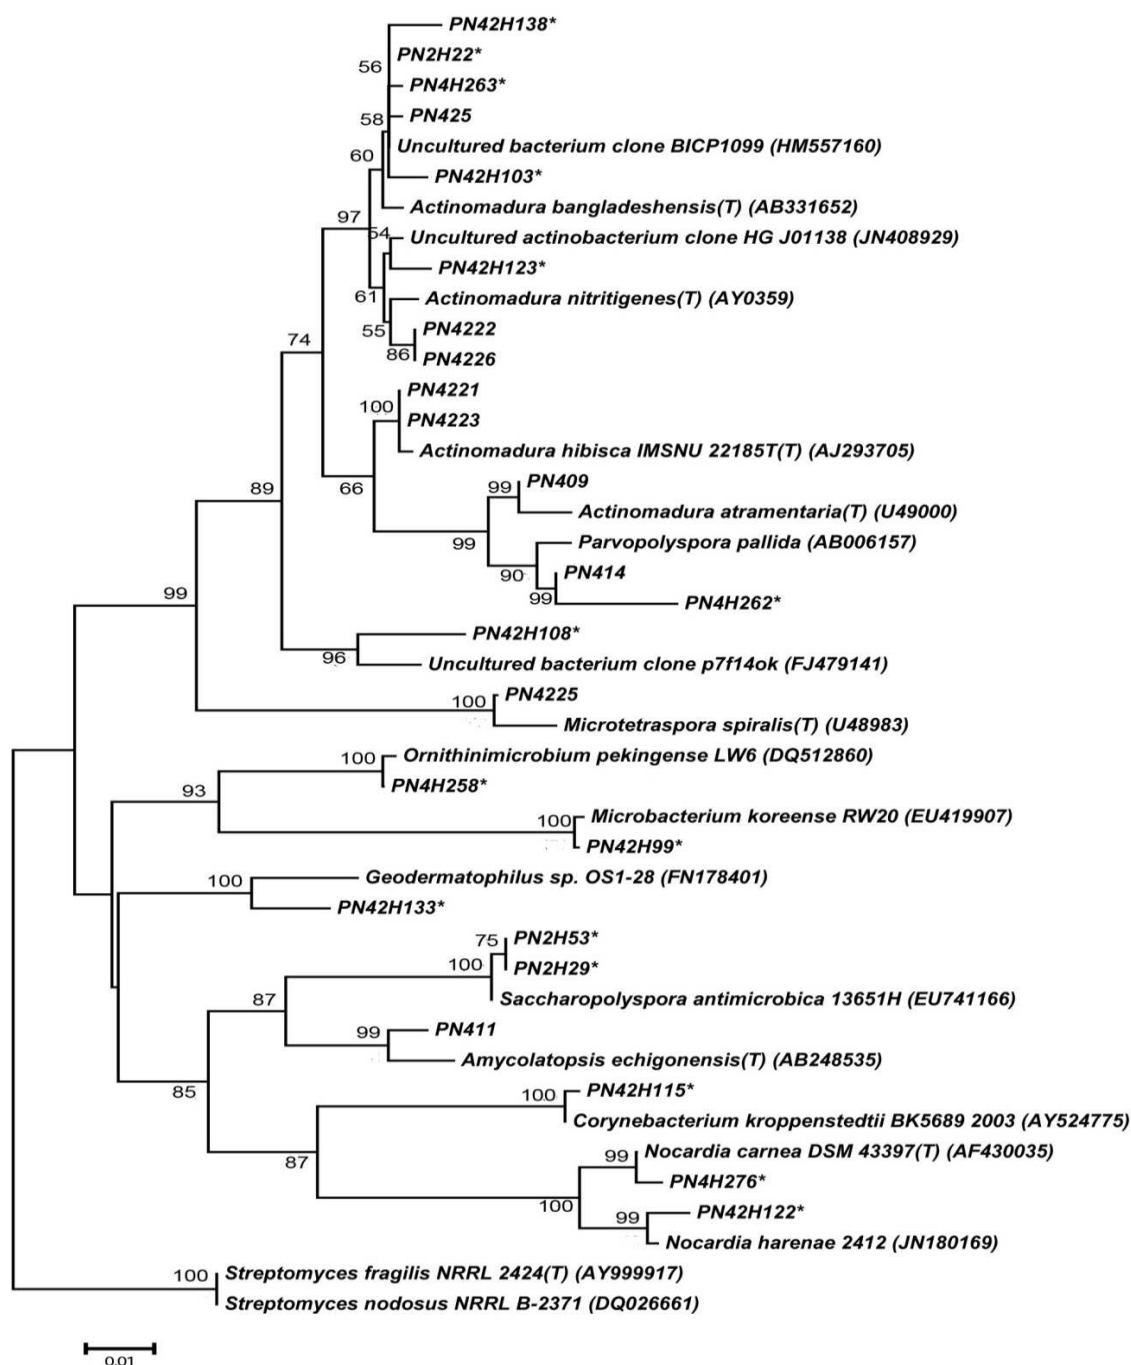 PN42H138*
PN2H22*
56
PN4H263*
PN425
58
Uncultured bacterium clone BICP1099 (HM557160)
60
PN42H103*
Actinomadura bangladeshensis(T) (AB331652)
97
54
Uncultured actinobacterium clone HG J01138 (JN408929)
PN42H123*
61
Actinomadura nitritigenes(T) (AY0359)
55
PN4222
86
PN4226
74
PN4221
100
PN4223
Actinomadura hibisca IMSNU 22185T(T) (AJ293705)
89
66
99
PN409
Actinomadura atramentaria(T) (U49000)
99
Parvopolyspora pallida (AB006157)
90
PN414
99
PN4H262*
99
PN42H108*
96
Uncultured bacterium clone p7f14ok (FJ479141)
100
PN4225
Microtetraspora spiralis(T) (U48983)
100
Ornithinimicrobium pekingense LW6 (DQ512860)
PN4H258*
93
Microbacterium koreense RW20 (EU419907)
100
PN42H99*
100
Geodermatophilus sp. OS1-28 (FN178401)
PN42H133*
75
PN2H53*
100
PN2H29*
87
Saccharopolyspora antimicrobica 13651H (EU741166)
99
PN411
Amycolatopsis echigonensis(T) (AB248535)
85
100
PN42H115*
Corynebacterium kroppenstedtii BK5689 2003 (AY524775)
87
99
Nocardia carnea DSM 43397(T) (AF430035)
PN4H276*
100
99
PN42H122*
Nocardia harenae 2412 (JN180169)
100
Streptomyces fragilis NRRL 2424(T) (AY999917)
Streptomyces nodosus NRRL B-2371 (DQ026661)
0.01